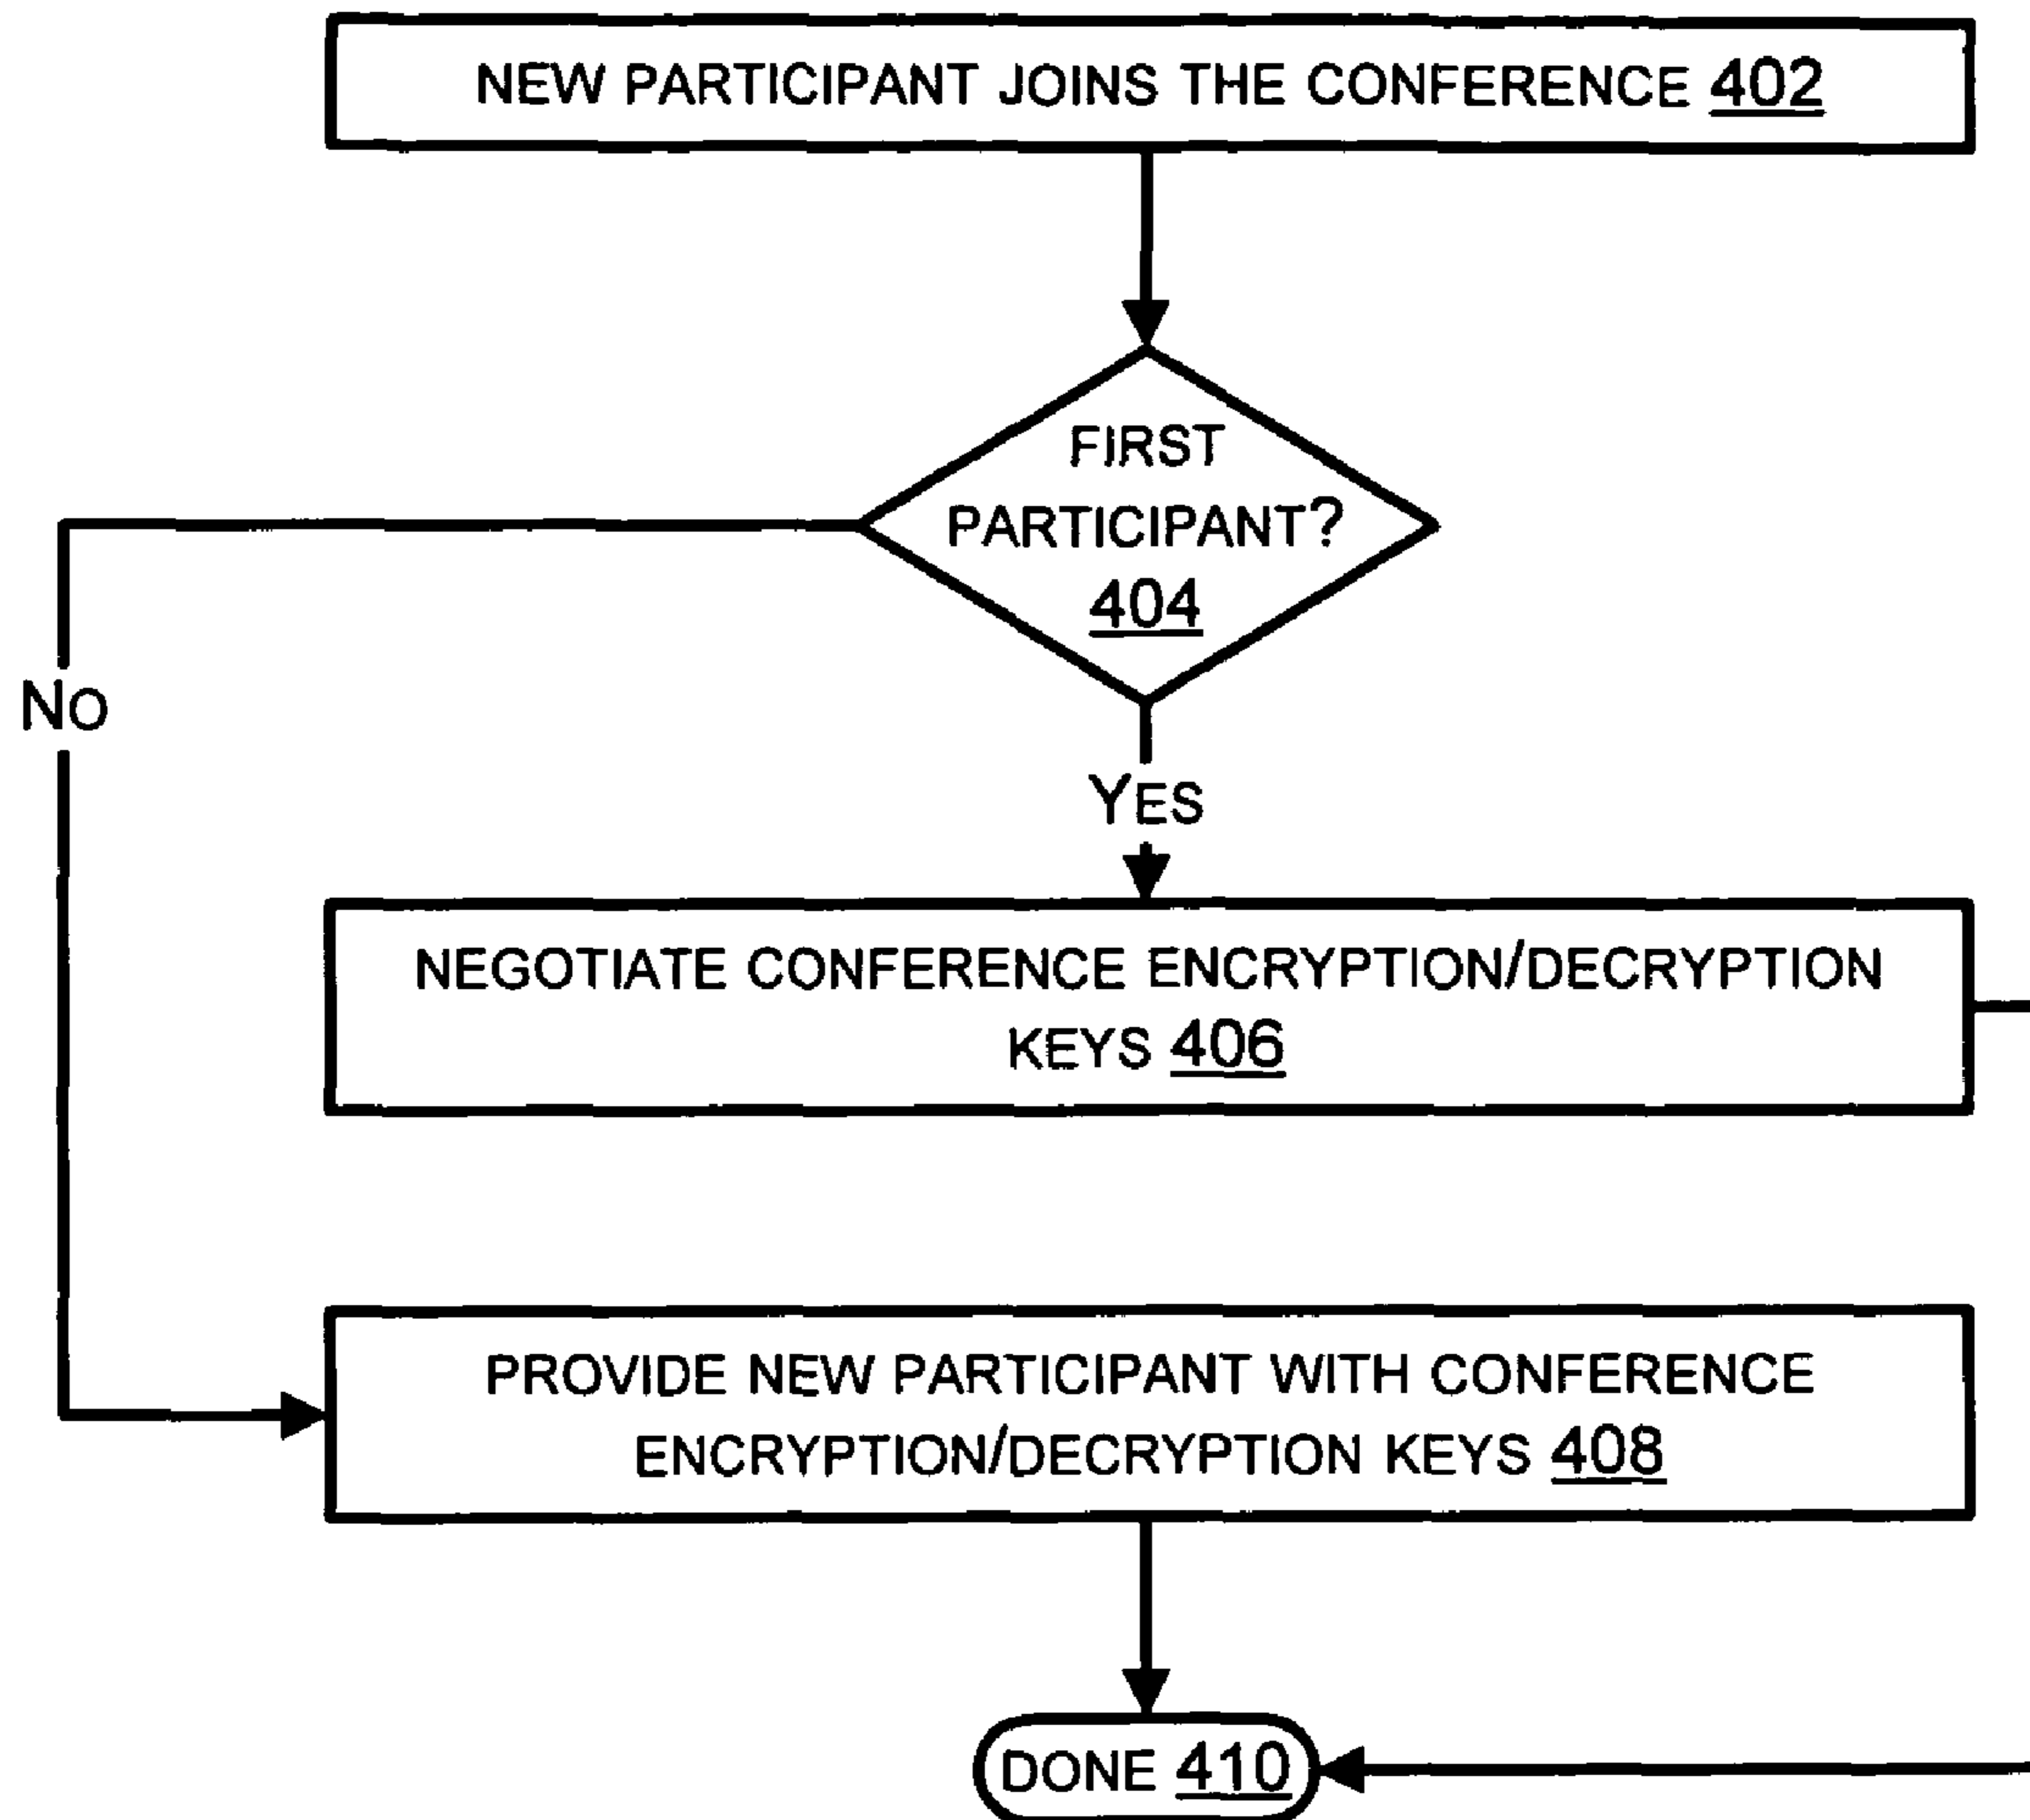 NEW PARTICIPANT JOINS THE CONFERENCE 402
FIRST
PARTICIPANT?
404
NO
YES
NEGOTIATE CONFERENCE ENCRYPTION/DECRYPTION
KEYS 406
PROVIDE NEW PARTICIPANT WITH CONFERENCE
ENCRYPTION/DECRYPTION KEYS 408
DONE 410